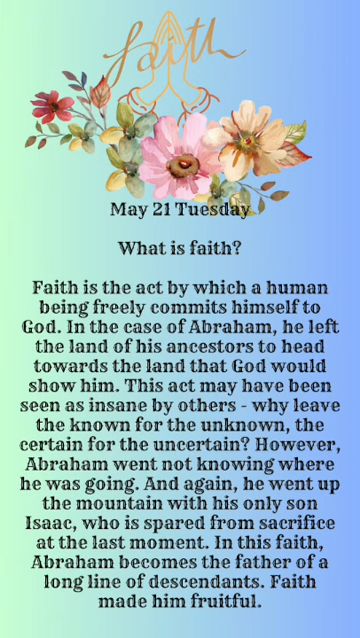 faith
May 21 Tuesday
What is faith?
Faith is the act by which a human
being freely commits himself to
God. In the case of Abraham, he left
the land of his ancestors to head
towards the land that God would
show him. This act may have been
seen as insane by others - why leave
the known for the unknown, the
certain for the uncertain? However,
Abraham went not knowing where
he was going. And again, he went up
the mountain with his only son
Isaac, who is spared from sacrifice
at the last moment. In this faith,
Abraham becomes the father of a
long line of descendants. Faith
made him fruitful.